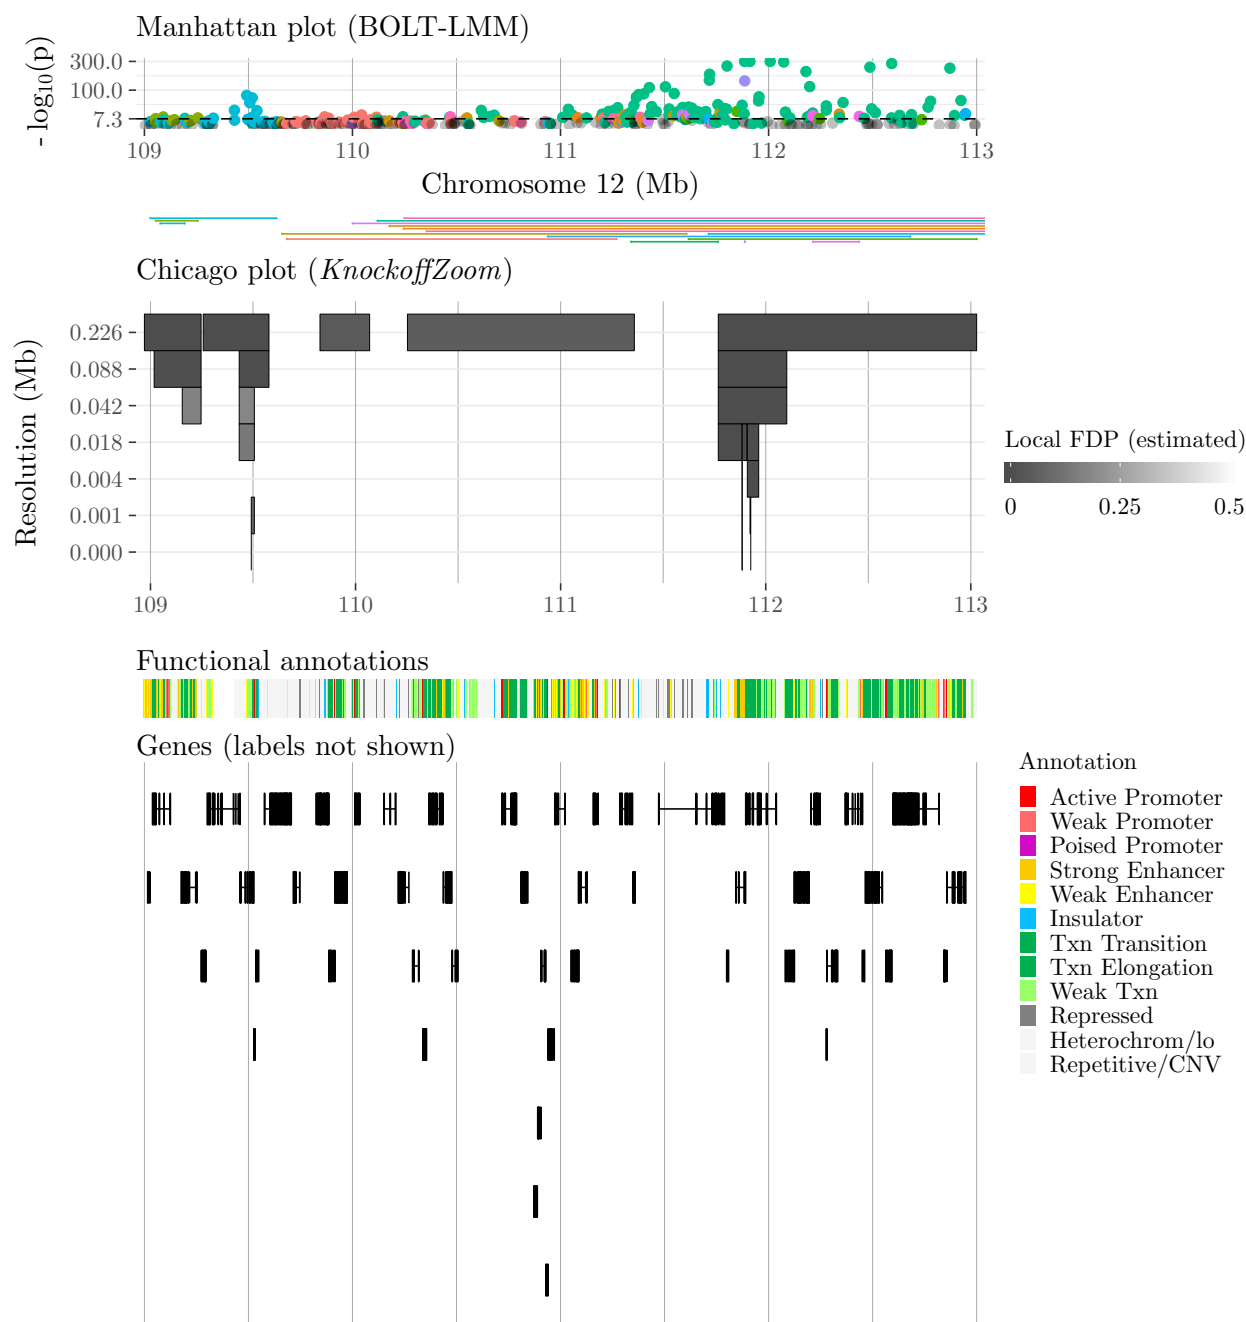 Manhattan plot (BOLT-LMM)
- log10(p)
300.0
100.0
7.3
109 110 111 112 113
Chromosome 12 (Mb)
Chicago plot (KnockoffZoom)
Resolution (Mb)
0.226
0.088
0.042
0.018
0.004
0.001
0.000
109 110 111 112 113
Local FDP (estimated)
0 0.25 0.5
Functional annotations
Genes (labels not shown)
Annotation
Active Promoter
Weak Promoter
Poised Promoter
Strong Enhancer
Weak Enhancer
Insulator
Txn Transition
Txn Elongation
Weak Txn
Repressed
Heterochrom/lo
Repetitive/CNV